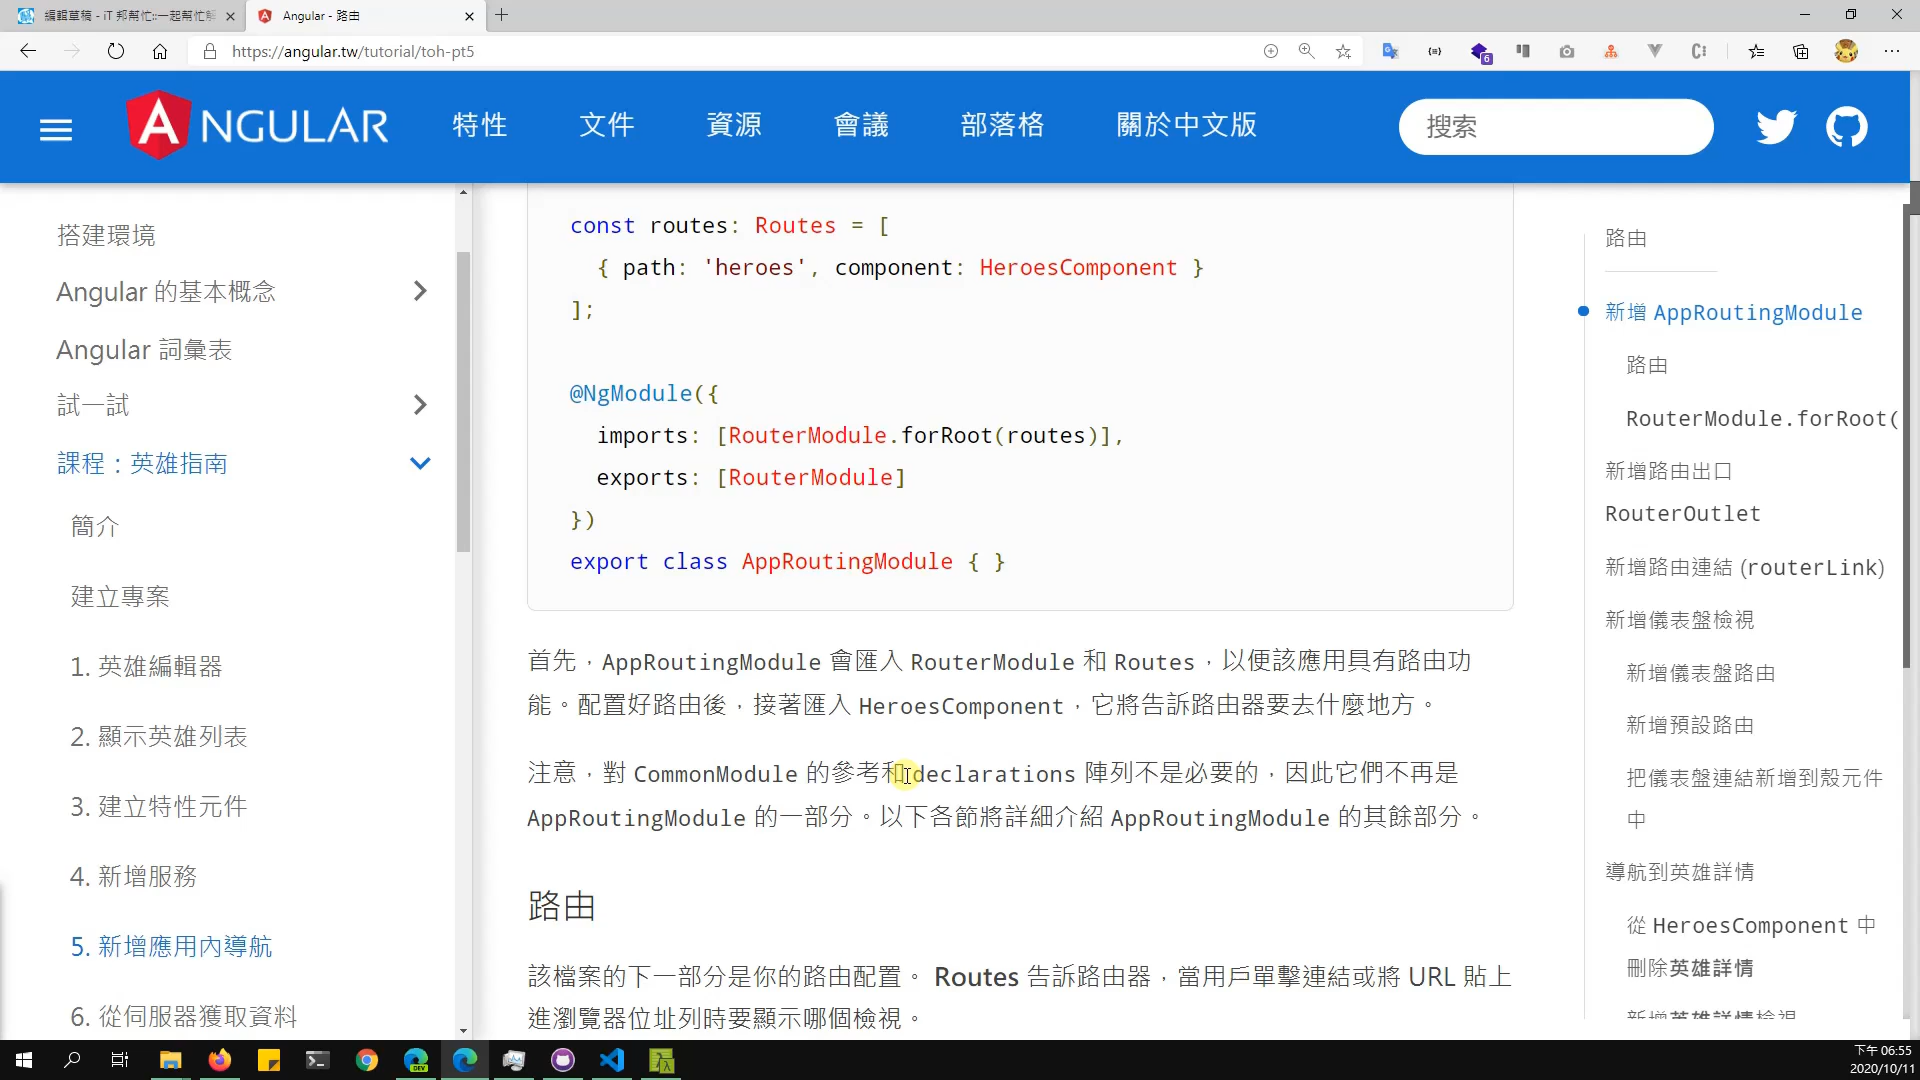 編輯草稿 - iT 邦幫忙::一起幫忙解
Angular - 路由
https://angular.tw/tutorial/toh-pt5
6
ANGULAR
特性
文件
資源
會議
部落格
關於中文版
搜索
搭建環境
Angular 的基本概念
Angular 詞彙表
試一試
課程：英雄指南
簡介
建立專案
1. 英雄編輯器
2. 顯示英雄列表
3. 建立特性元件
4. 新增服務
5. 新增應用內導航
6. 從伺服器獲取資料
const routes: Routes = [
{ path: 'heroes', component: HeroesComponent }
];
@NgModule({
imports: [RouterModule.forRoot(routes)],
exports: [RouterModule]
})
export class AppRoutingModule { }
首先，AppRoutingModule 會匯入 RouterModule 和 Routes，以便該應用具有路由功
能。配置好路由後，接著匯入 HeroesComponent，它將告訴路由器要去什麼地方。
注意，對 CommonModule 的參考和 declarations 陣列不是必要的，因此它們不再是
AppRoutingModule 的一部分。以下各節將詳細介紹 AppRoutingModule 的其餘部分。
路由
該檔案的下一部分是你的路由配置。 Routes 告訴路由器，當用戶單擊連結或將 URL 貼上
進瀏覽器位址列時要顯示哪個檢視。
路由
新增 AppRoutingModule
路由
RouterModule.forRoot(
新增路由出口
RouterOutlet
新增路由連結 (routerLink)
新增儀表盤檢視
新增儀表盤路由
新增預設路由
把儀表盤連結新增到殼元件
中
導航到英雄詳情
從 HeroesComponent 中
刪除英雄詳情
新增英雄詳情檢視
DEV
下午 06:55
2020/10/11